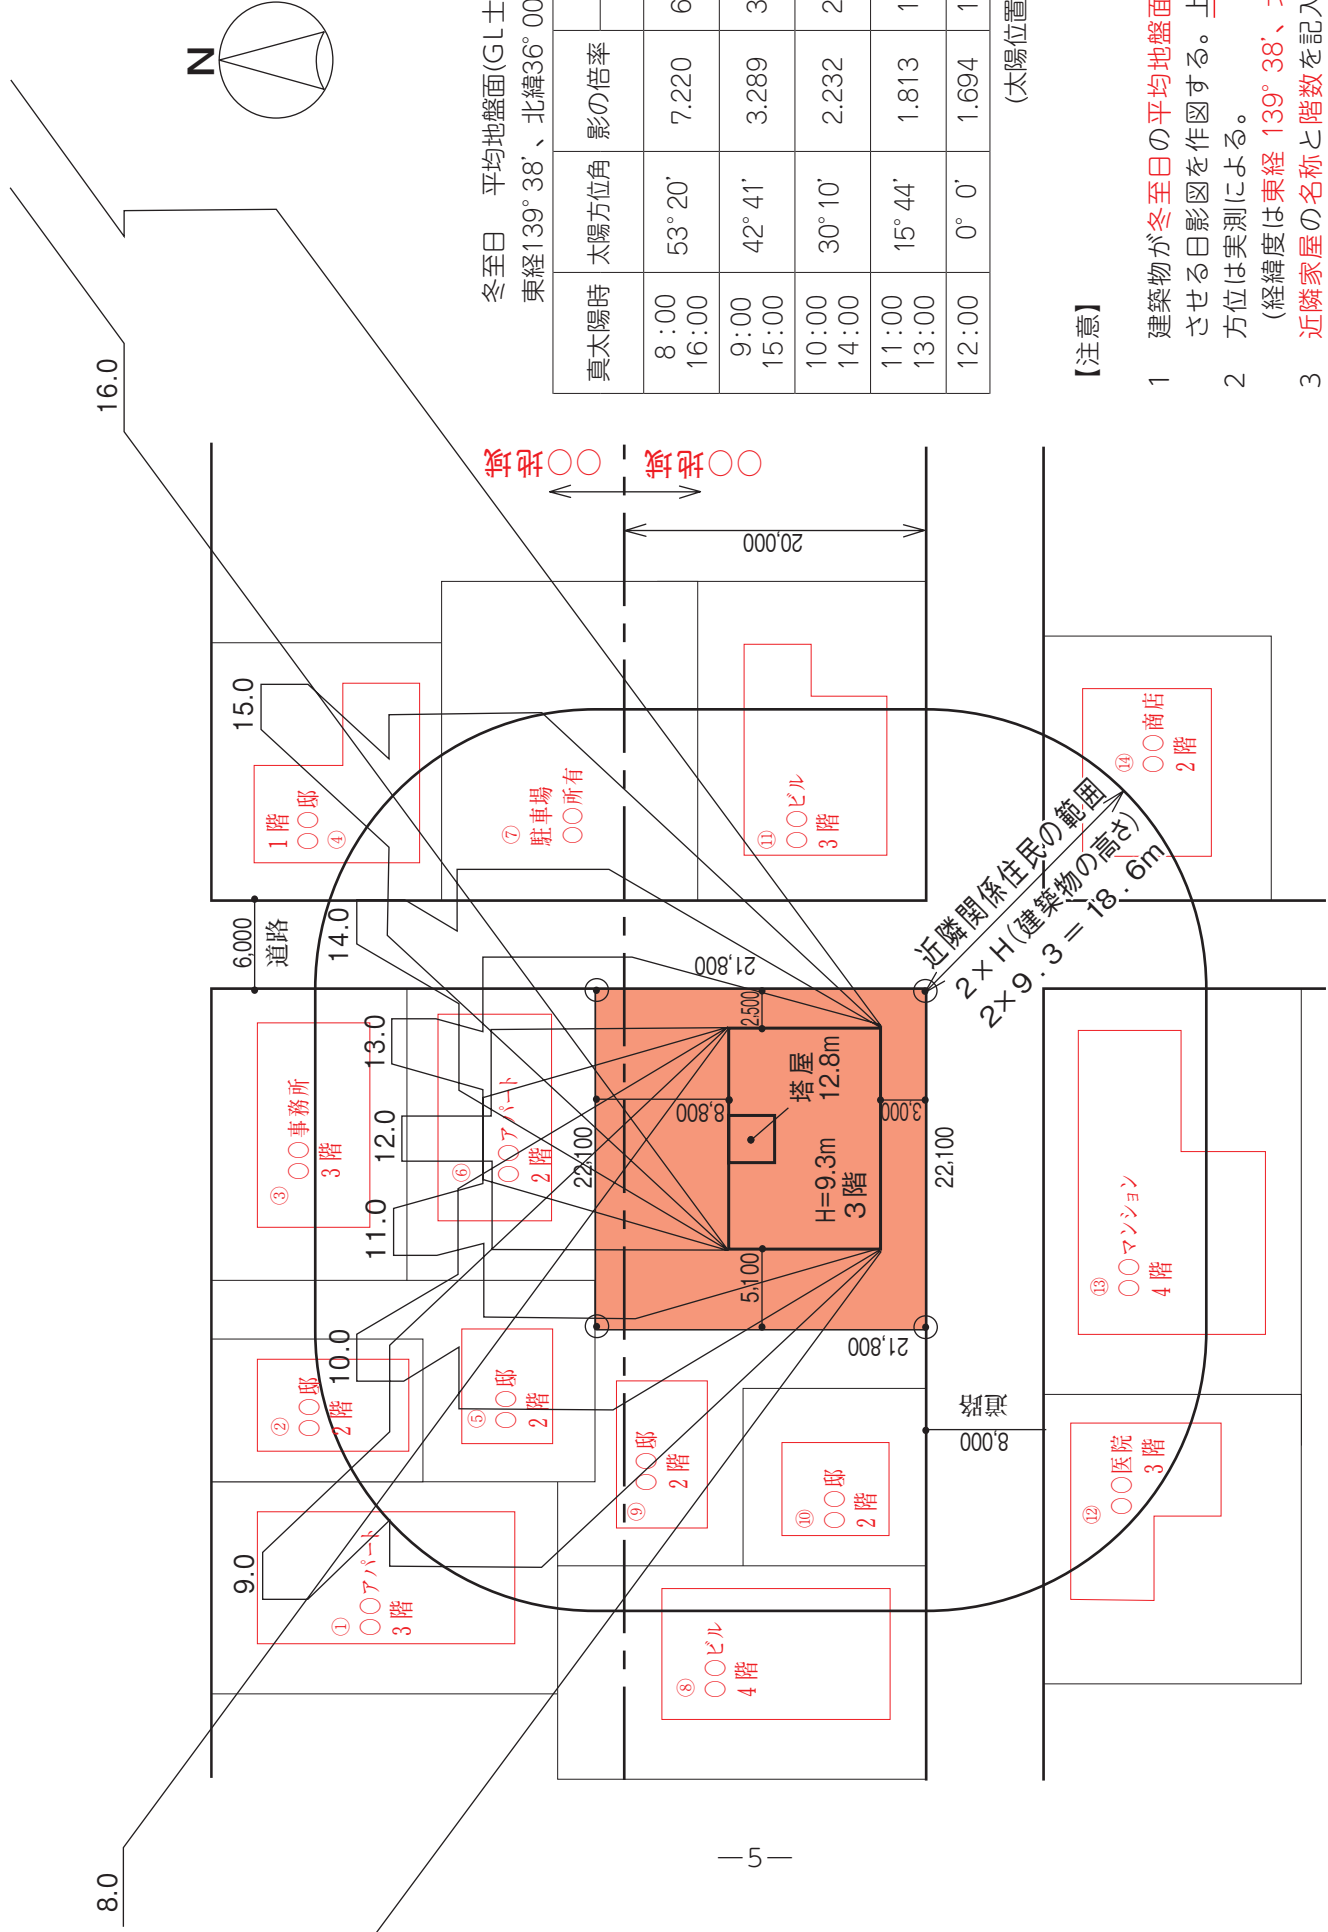 N
冬至日 平均地盤面(GL±
東経139°38’、北緯36°00
真太陽時 太陽方位角 影の倍率
8:00 16:00 53°20’ 7.220 6
9:00 15:00 42°41’ 3.289 3
10:00 14:00 30°10’ 2.232 2
11:00 13:00 15°44’ 1.813 1
12:00 0°0’ 1.694 1
(太陽位置
【注意】
1 建築物が冬至日の平均地盤面
させる日影図を作図する。上
2 方位は実測による。
(経緯度は東経 139°38’、
3 近隣家屋の名称と階数を記入
8.0
9.0
10.0
11.0
12.0
13.0
14.0
15.0
16.0
6,000
道路
○○地域
○○地域
20,000
① ○○アパート 3階
② ○○邸 2階
③ ○○事務所 3階
1階 ○○邸 ④
⑤ ○○邸 2階
⑥ ○○アパート 2階
⑦ 駐車場 ○○所有
⑧ ○○ビル 4階
⑨ ○○邸 2階
⑩ ○○邸 2階
⑪ ○○ビル 3階
⑫ ○○医院 3階
⑬ ○○マンション 4階
⑭ ○○商店 2階
22,100
21,800
8,800
2,500
塔屋
12.8m
H=9.3m
3階
5,100
3,000
21,800
22,100
道路
8,000
近隣関係住民の範囲
2×H(建築物の高さ)
2×9.3=18.6m
—5—